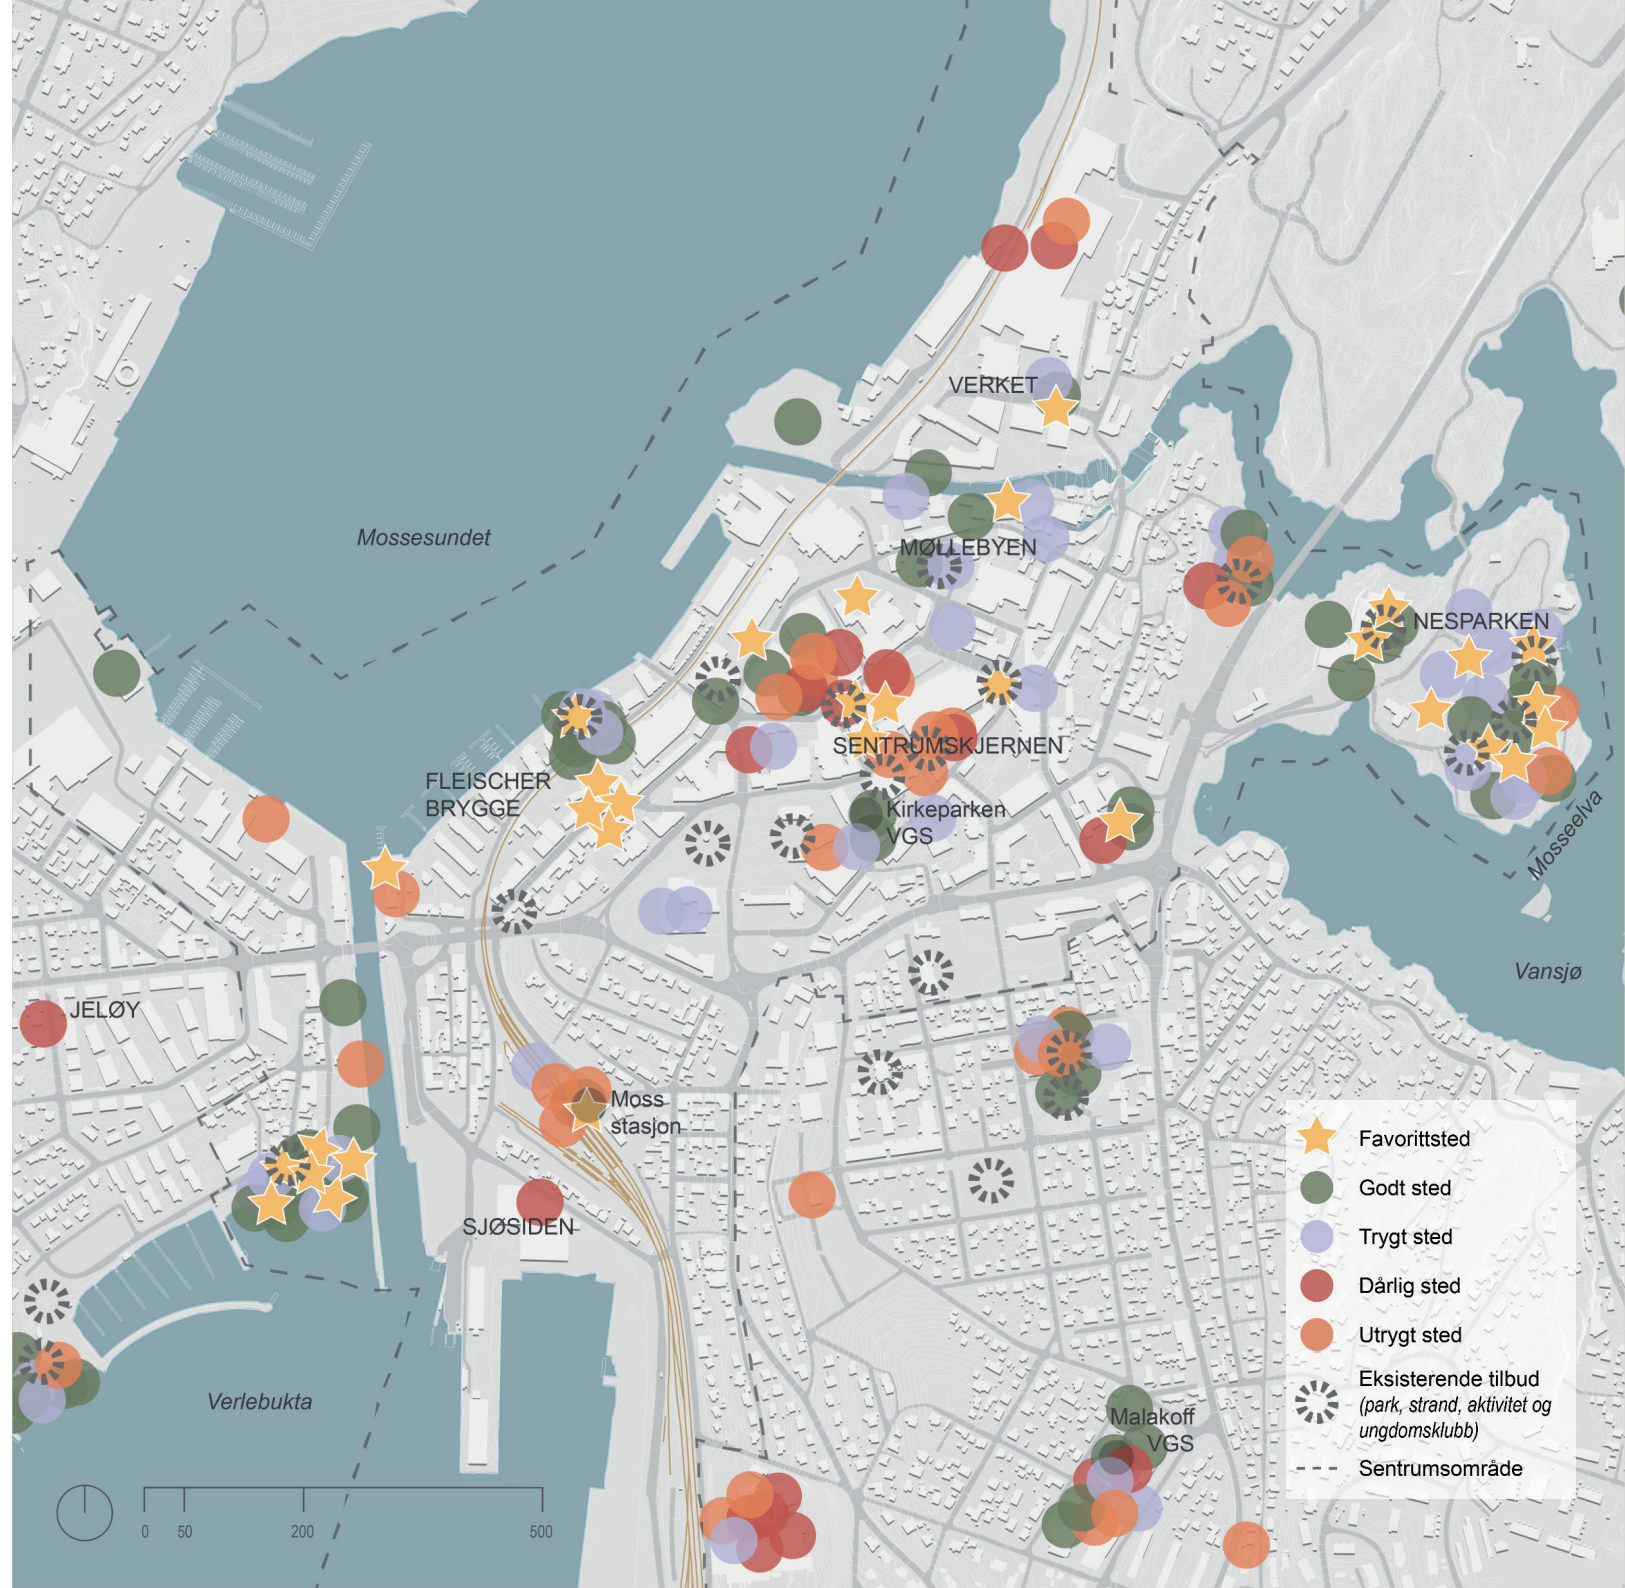 VERKET
Mossesundet
MØLLEBYEN
NESPARKEN
SENTRUMSKJERNEN
FLEISCHER
BRYGGE
Kirkeparken
VGS
Mosseelva
Vansjø
JELØY
Moss
stasjon
SJØSIDEN
Verlebukta
Malakoff
VGS
Favorittsted
Godt sted
Trygt sted
Dårlig sted
Utrygt sted
Eksisterende tilbud
(park, strand, aktivitet og
ungdomsklubb)
Sentrumsområde
0 50 200 500